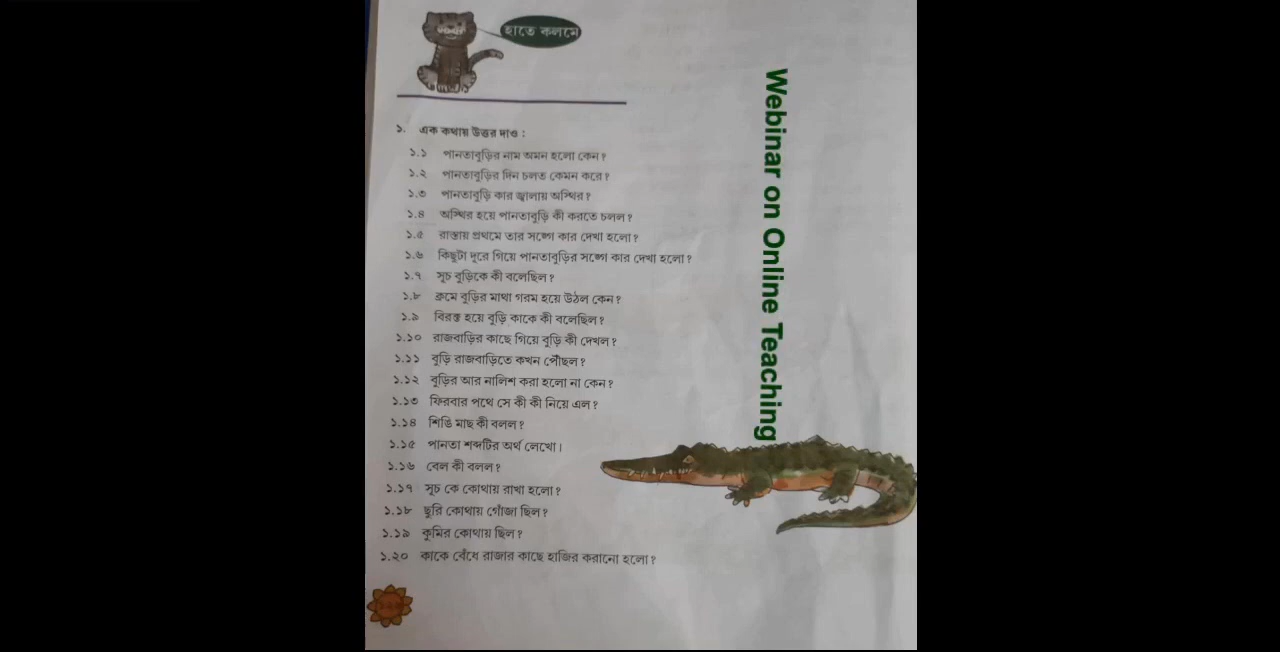 হাতে কলমে
১. এক কথায় উত্তর দাও :
১.১ পানতাবুড়ির নাম অমন হলো কেন?
১.২ পানতাবুড়ির দিন চলত কেমন করে?
১.৩ পানতাবুড়ি কার জ্বালায় অস্থির?
১.৪ অস্থির হয়ে পানতাবুড়ি কী করতে চলল?
১.৫ রাস্তায় প্রথমে তার সঙ্গে কার দেখা হলো?
১.৬ কিছুটা দূরে গিয়ে পানতাবুড়ির সঙ্গে কার দেখা হলো?
১.৭ সূচ বুড়িকে কী বলেছিল?
১.৮ ক্রমে বুড়ির মাথা গরম হয়ে উঠল কেন?
১.৯ বিরক্ত হয়ে বুড়ি কাকে কী বলেছিল?
১.১০ রাজবাড়ির কাছে গিয়ে বুড়ি কী দেখল?
১.১১ বুড়ি রাজবাড়িতে কখন পৌঁছল?
১.১২ বুড়ির আর নালিশ করা হলো না কেন?
১.১৩ ফিরবার পথে সে কী কী নিয়ে এল?
১.১৪ শিঙি মাছ কী বলল?
১.১৫ পানতা শব্দটির অর্থ লেখো।
১.১৬ বেল কী বলল?
১.১৭ সূচ কে কোথায় রাখা হলো?
১.১৮ ছুরি কোথায় গোঁজা ছিল?
১.১৯ কুমির কোথায় ছিল?
১.২০ কাকে বেঁধে রাজার কাছে হাজির করানো হলো?
Webinar on Online Teaching